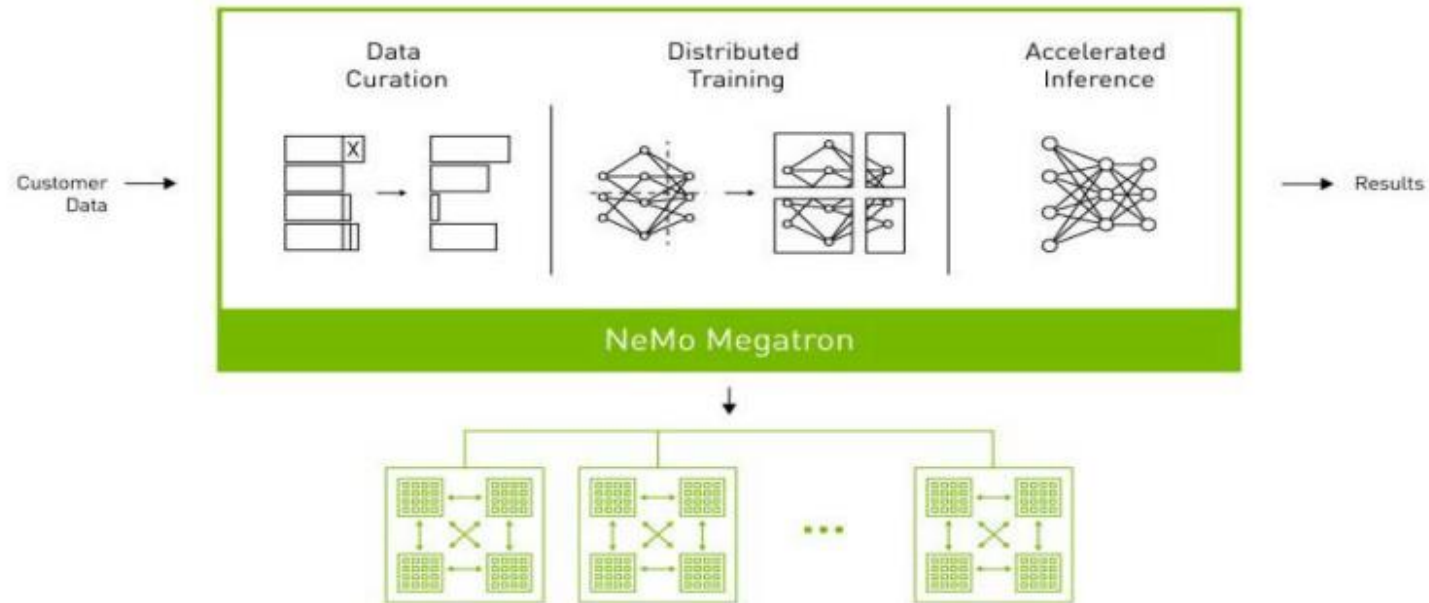 Data
Curation
Distributed
Training
Accelerated
Inference
X
Customer
Data
Results
NeMo Megatron